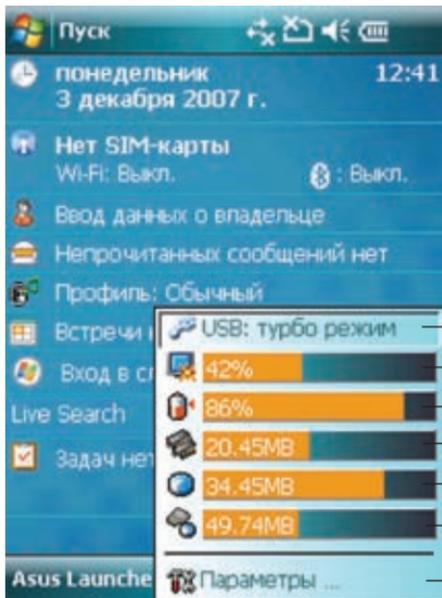 Пуск
понедельник 12:41
3 декабря 2007 г.
Нет SIM-карты
Wi-Fi: Выкл. : Выкл.
Ввод данных о владельце
Непрочитанных сообщений нет
Профиль: Обычный
Встречи
USB: турбо режим
Вход в
42%
86%
Live Search
20.45MB
Задач нет
34.45MB
49.74MB
Asus Launche
Параметры ...